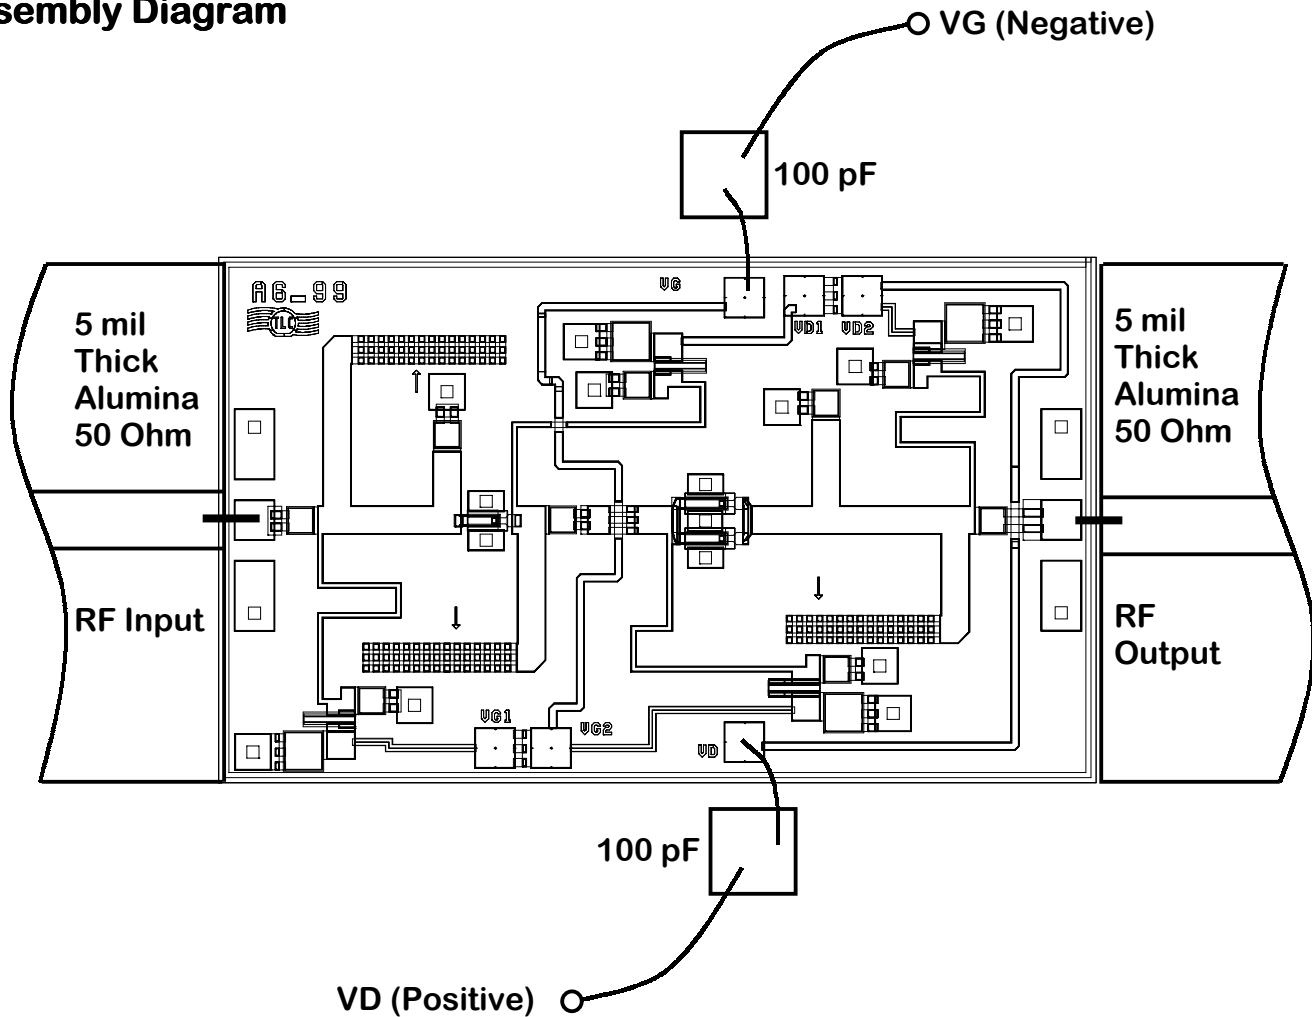 sembly Diagram
VG (Negative)
100 pF
A6_99
TLC
VG
VD1 VD2
5 mil
Thick
Alumina
50 Ohm
5 mil
Thick
Alumina
50 Ohm
RF Input
RF
Output
VG1
VG2
VD
100 pF
VD (Positive)